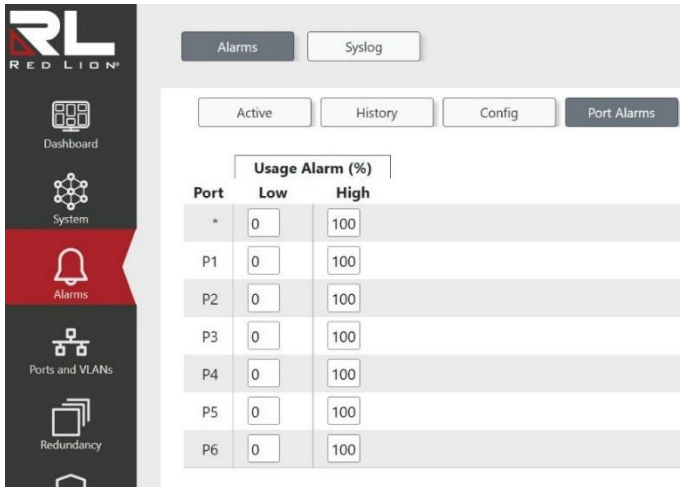 RL
RED LION®
Alarms Syslog
Active History Config Port Alarms
Dashboard
Usage Alarm (%)
Port Low High
System
* 0 100
P1 0 100
Alarms
P2 0 100
P3 0 100
Ports and VLANs
P4 0 100
P5 0 100
Redundancy
P6 0 100